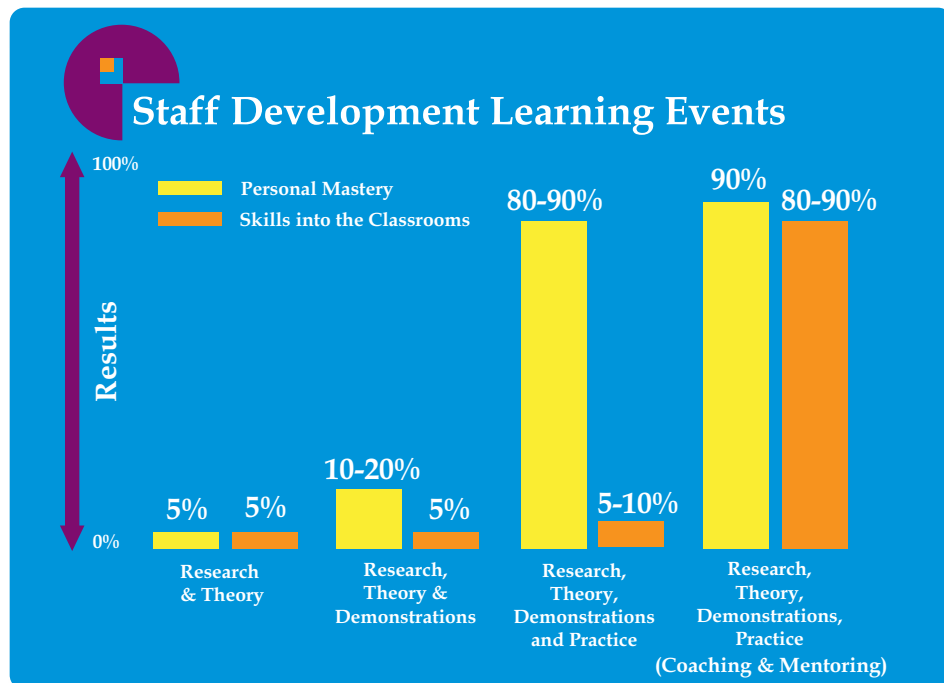 Staff Development Learning Events
100%
Personal Mastery
Skills into the Classrooms
Results
0%
5%
5%
10-20%
5%
80-90%
5-10%
90%
80-90%
Research
& Theory
Research,
Theory &
Demonstrations
Research,
Theory,
Demonstrations
and Practice
Research,
Theory,
Demonstrations,
Practice
(Coaching & Mentoring)